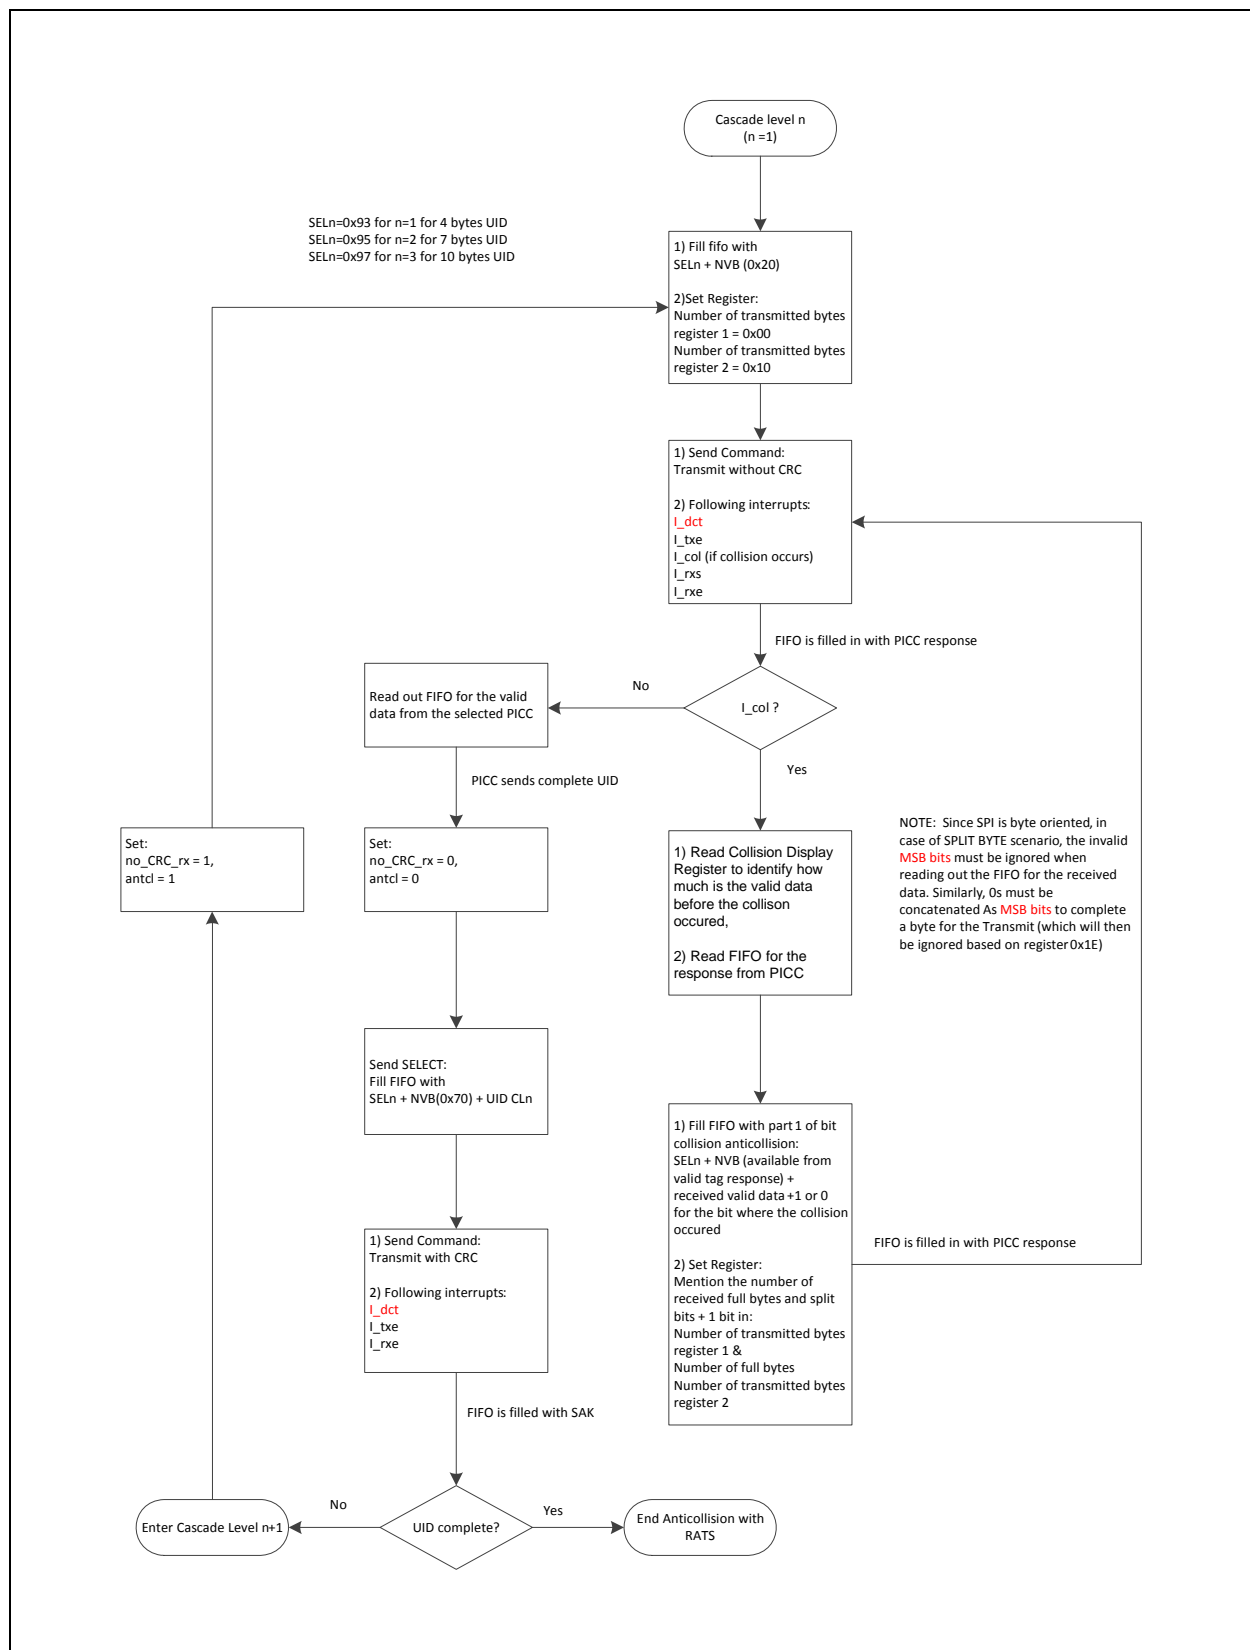 Cascade level n
(n =1)
SELn=0x93 for n=1 for 4 bytes UID
SELn=0x95 for n=2 for 7 bytes UID
SELn=0x97 for n=3 for 10 bytes UID
1) Fill fifo with
SELn + NVB (0x20)
2)Set Register:
Number of transmitted bytes
register 1 = 0x00
Number of transmitted bytes
register 2 = 0x10
1) Send Command:
Transmit without CRC
2) Following interrupts:
I_dct
I_txe
I_col (if collision occurs)
I_rxs
I_rxe
FIFO is filled in with PICC response
I_col ?
No
Yes
Read out FIFO for the valid
data from the selected PICC
PICC sends complete UID
Set:
no_CRC_rx = 1,
antcl = 1
Set:
no_CRC_rx = 0,
antcl = 0
1) Read Collision Display
Register to identify how
much is the valid data
before the collison
occured,
2) Read FIFO for the
response from PICC
NOTE: Since SPI is byte oriented, in
case of SPLIT BYTE scenario, the invalid
MSB bits must be ignored when
reading out the FIFO for the received
data. Similarly, 0s must be
concatenated As MSB bits to complete
a byte for the Transmit (which will then
be ignored based on register 0x1E)
Send SELECT:
Fill FIFO with
SELn + NVB(0x70) + UID CLn
1) Fill FIFO with part 1 of bit
collision anticollision:
SELn + NVB (available from
valid tag response) +
received valid data +1 or 0
for the bit where the collision
occured
2) Set Register:
Mention the number of
received full bytes and split
bits + 1 bit in:
Number of transmitted bytes
register 1 &
Number of full bytes
Number of transmitted bytes
register 2
FIFO is filled in with PICC response
1) Send Command:
Transmit with CRC
2) Following interrupts:
I_dct
I_txe
I_rxe
FIFO is filled with SAK
UID complete?
No
Yes
Enter Cascade Level n+1
End Anticollision with
RATS